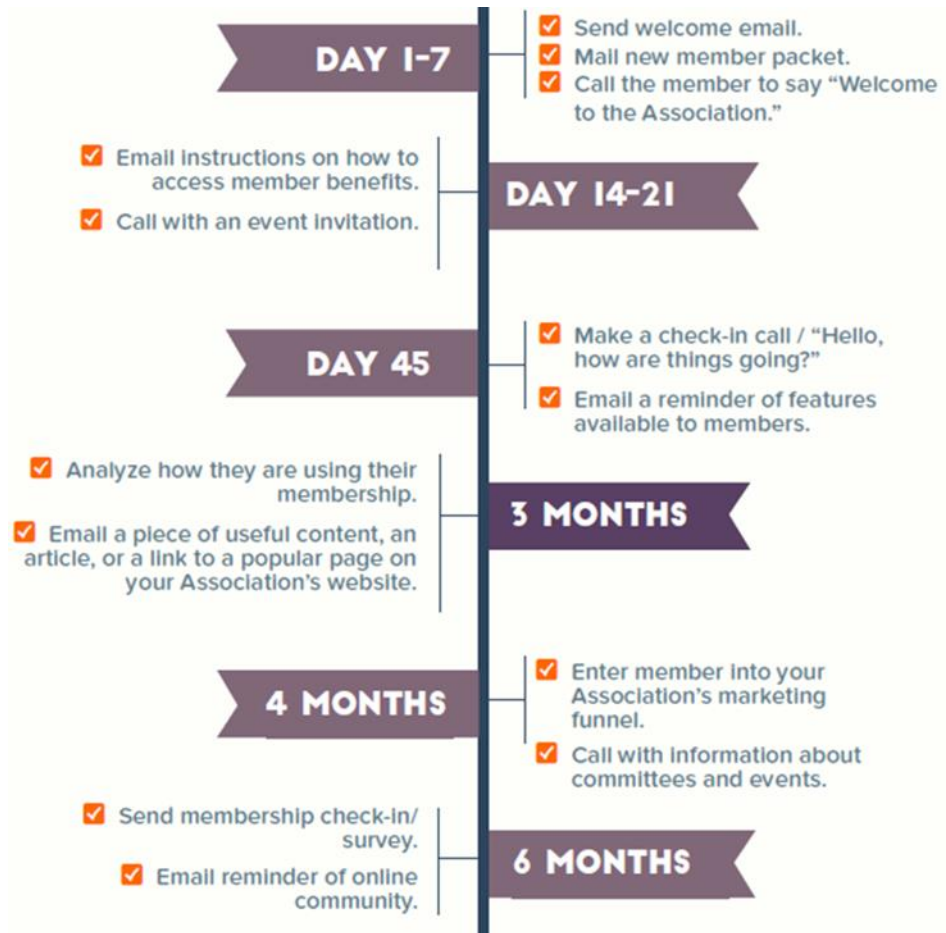 DAY 1-7
Send welcome email.
Mail new member packet.
Call the member to say “Welcome
to the Association.”
DAY 14-21
Email instructions on how to
access member benefits.
Call with an event invitation.
DAY 45
Make a check-in call / “Hello,
how are things going?”
Email a reminder of features
available to members.
3 MONTHS
Analyze how they are using their
membership.
Email a piece of useful content, an
article, or a link to a popular page on
your Association’s website.
4 MONTHS
Enter member into your
Association’s marketing
funnel.
Call with information about
committees and events.
6 MONTHS
Send membership check-in/
survey.
Email reminder of online
community.